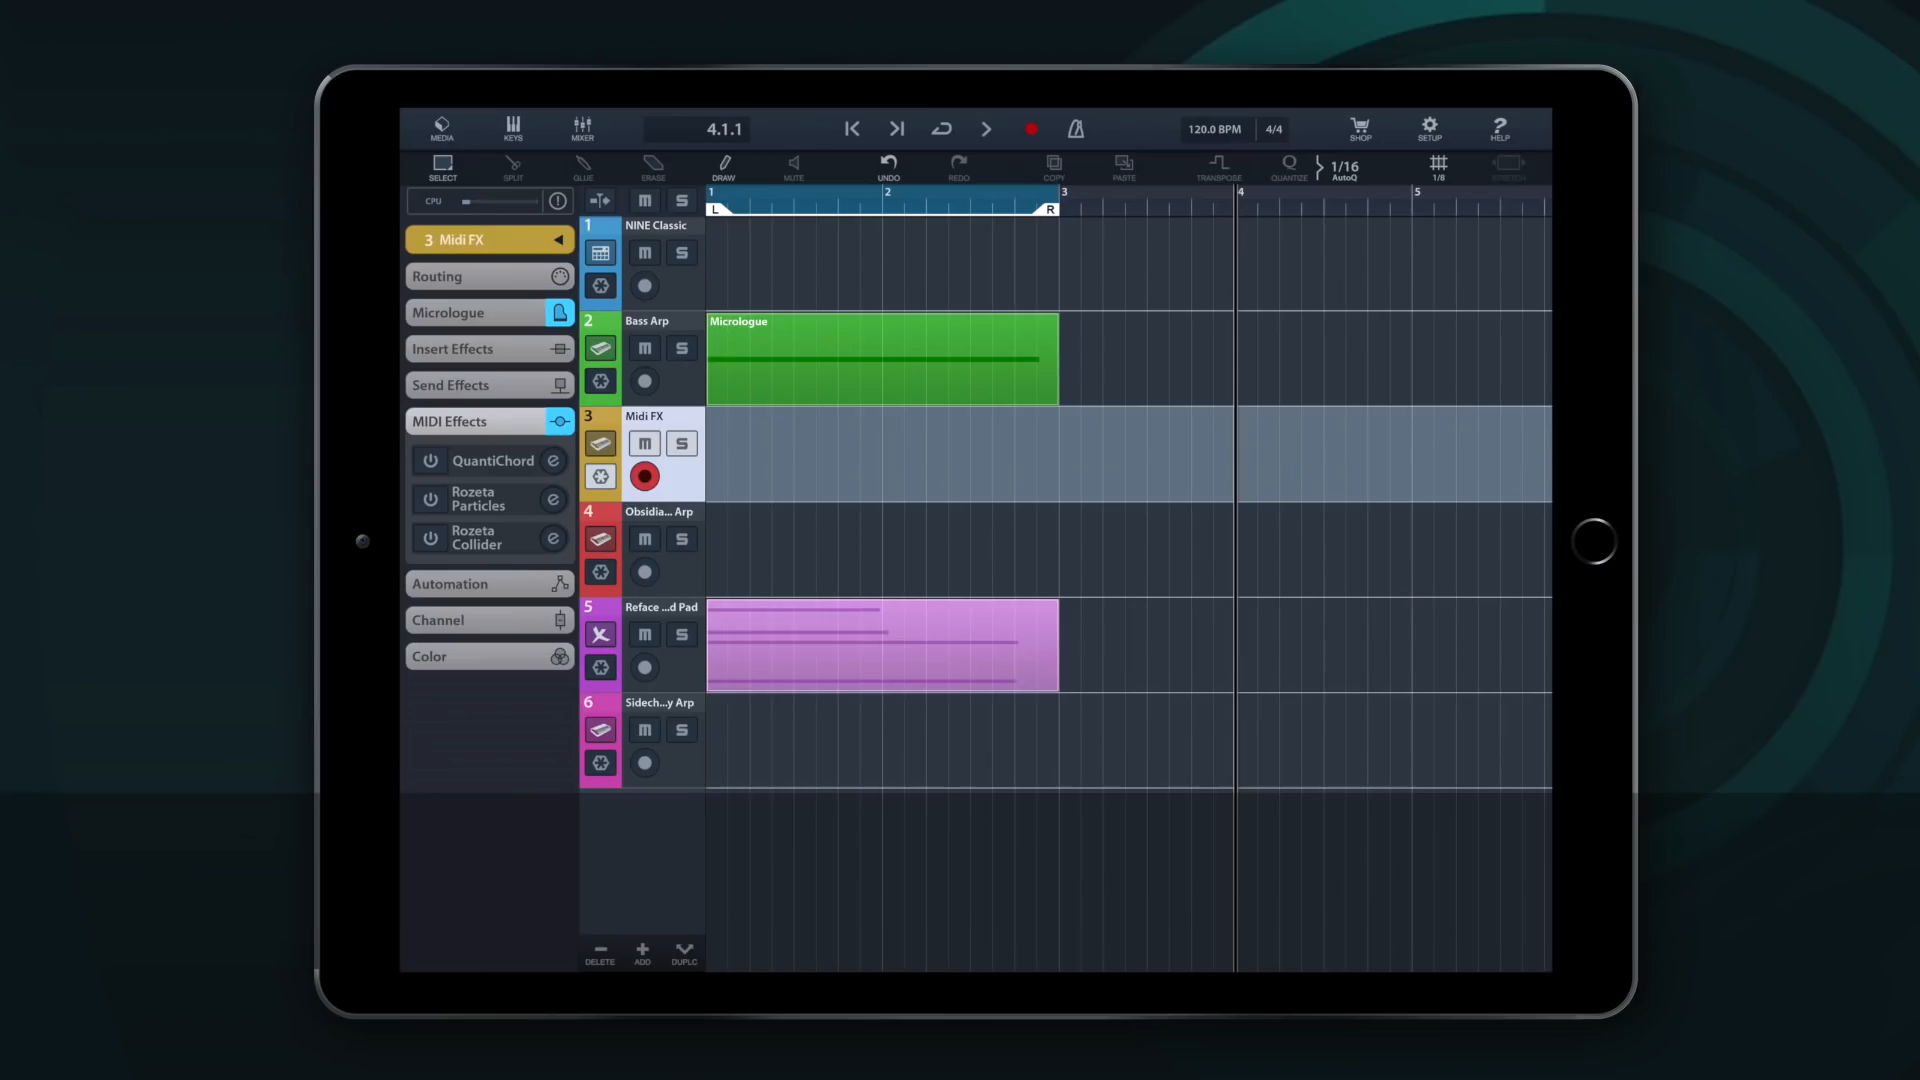 MEDIA KEYS MIXER 4.1.1 120.0 BPM 4/4 SHOP SETUP HELP
SELECT SPLIT GLUE ERASE DRAW MUTE UNDO REDO COPY PASTE TRANSPOSE Q QUANTIZE 1/16 AutoQ 1/8
CPU M S
1 2 3 4 5
L R
3 Midi FX
Routing
Micrologue
Insert Effects
Send Effects
MIDI Effects
QuantiChord e
Rozeta
Particles e
Rozeta
Collider e
Automation
Channel
Color
1 NINE Classic
M S
2 Bass Arp
M S
Micrologue
3 Midi FX
M S
4 Obsidia... Arp
M S
5 Reface ...d Pad
M S
6 Sidech...y Arp
M S
DELETE ADD DUPLC